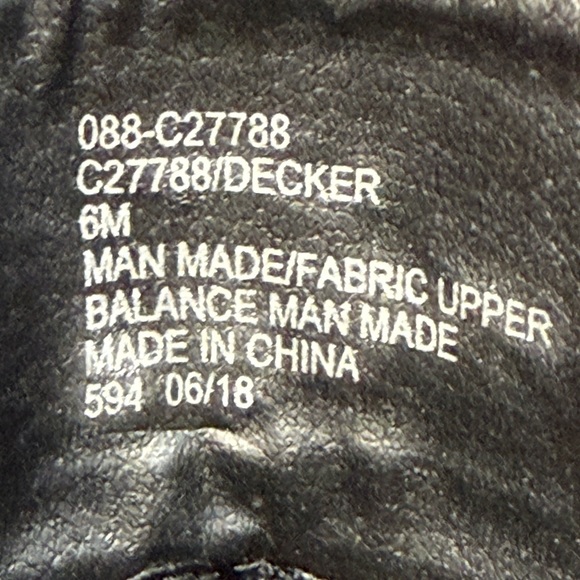 088-C27788
C27788/DECKER
6M
MAN MADE/FABRIC UPPER
BALANCE MAN MADE
MADE IN CHINA
594 06/18